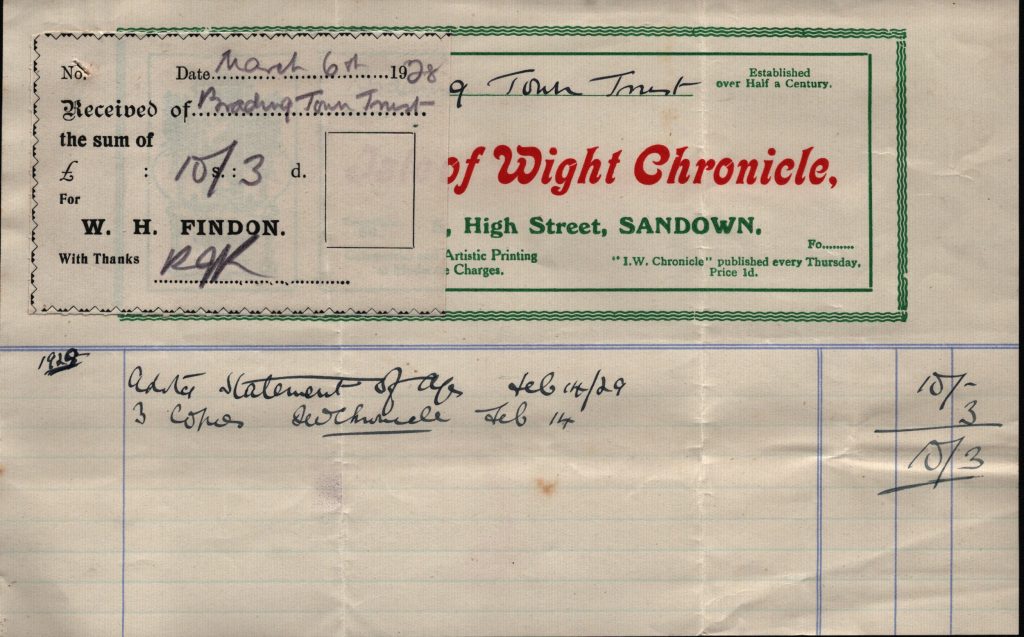 No.
Date March 6th 1928
Received of Brading Town Trust
the sum of
£ : 10/s. : 3 d.
For
W. H. FINDON.
With Thanks RGK
g Town Trust
Established
over Half a Century.
of Wight Chronicle,
, High Street, SANDOWN.
Artistic Printing
Charges.
Fo.........
"I.W. Chronicle" published every Thursday,
Price 1d.
1929
Statement of A/cs Feb 14/29 10/-
3 Copies IW Chronicle Feb 14 3
10/3